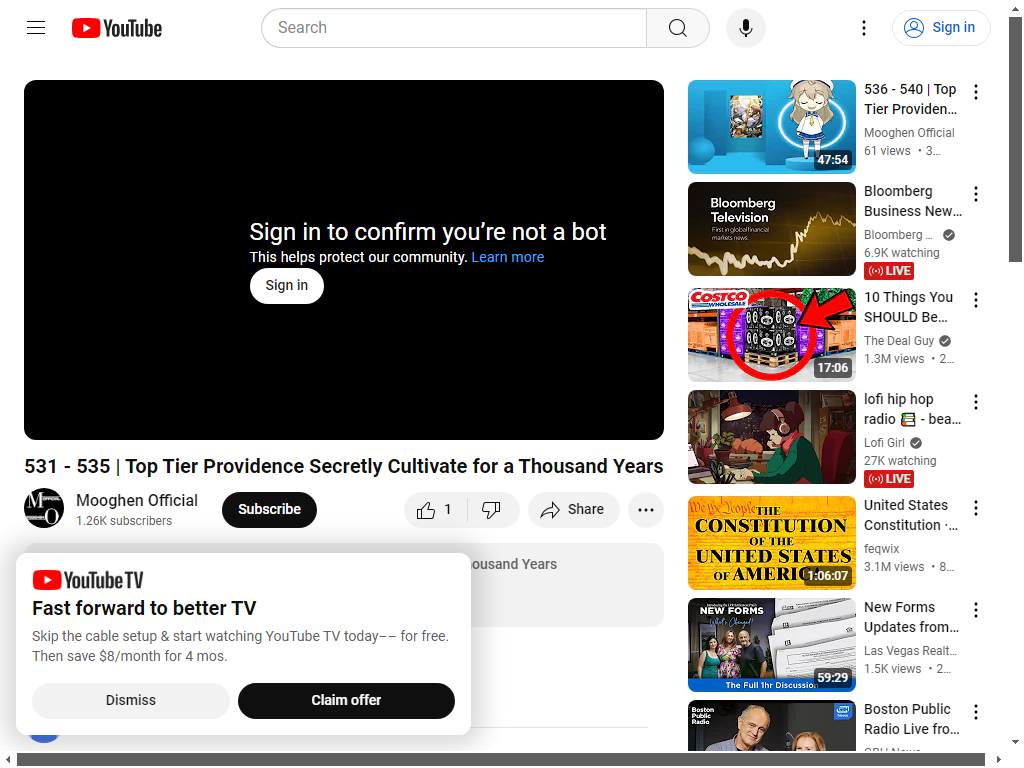 YouTube
Search
Sign in
Sign in to confirm you’re not a bot
This helps protect our community. Learn more
Sign in
531 - 535 | Top Tier Providence Secretly Cultivate for a Thousand Years
Mooghen Official
1.26K subscribers
Subscribe
1
Share
ousand Years
YouTube TV
Fast forward to better TV
Skip the cable setup & start watching YouTube TV today–– for free.
Then save $8/month for 4 mos.
Dismiss
Claim offer
47:54
536 - 540 | Top
Tier Providen…
Mooghen Official
61 views • 3…
Bloomberg
Television
First in global financial
markets news.
Bloomberg
Business New…
Bloomberg …
6.9K watching
LIVE
COSTCO
WHOLESALE
17:06
10 Things You
SHOULD Be…
The Deal Guy
1.3M views • 2…
lofi hip hop
radio 📚 - bea…
Lofi Girl
27K watching
LIVE
We the People
THE
CONSTITUTION
OF THE
UNITED STATES
OF AMERICA
1:06:07
United States
Constitution ·…
feqwix
3.1M views • 8…
NEW FORMS
What's Changed!
The Full 1hr Discussion
59:29
New Forms
Updates from…
Las Vegas Realt…
1.5K views • 2…
Boston
Public
Radio
GBH
Boston Public
Radio Live fro…
GBH News